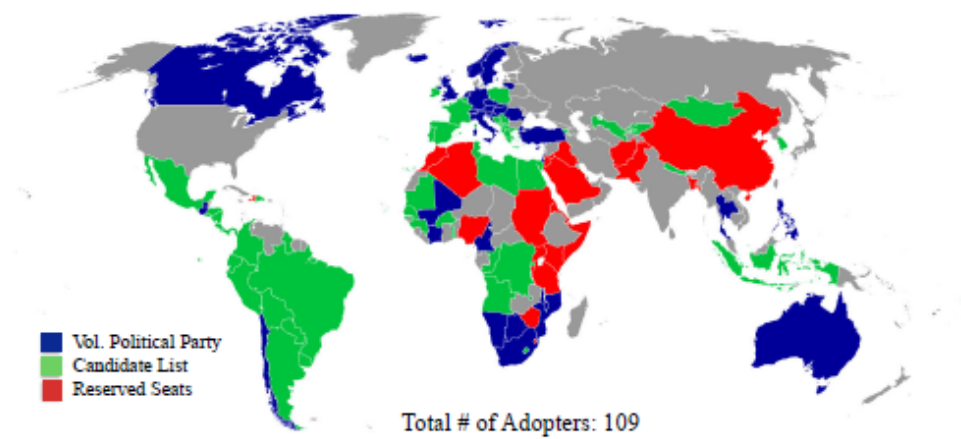 Vol. Political Party
Candidate List
Reserved Seats
Total # of Adopters: 109